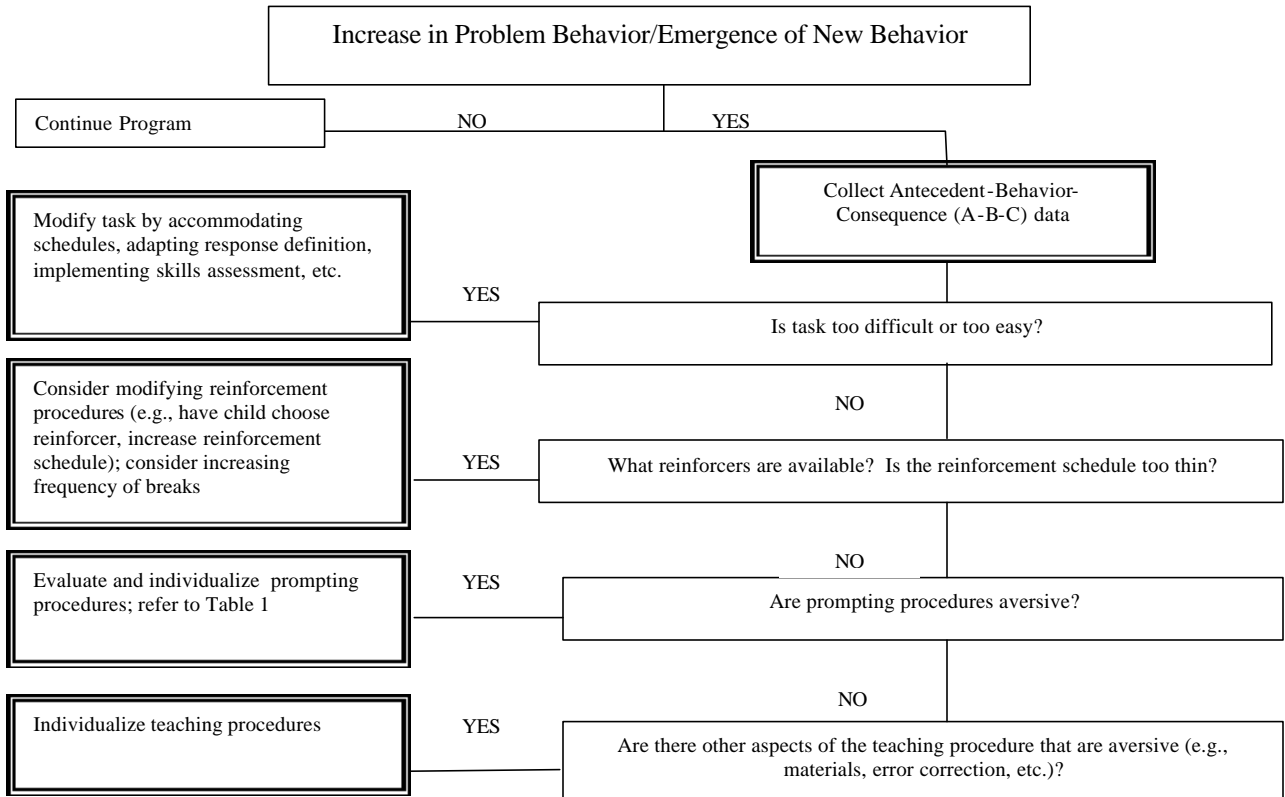 Increase in Problem Behavior/Emergence of New Behavior
Continue Program
NO
YES
Collect Antecedent-Behavior-
Consequence (A-B-C) data
Modify task by accommodating
schedules, adapting response definition,
implementing skills assessment, etc.
YES
Is task too difficult or too easy?
NO
Consider modifying reinforcement
procedures (e.g., have child choose
reinforcer, increase reinforcement
schedule); consider increasing
frequency of breaks
YES
What reinforcers are available? Is the reinforcement schedule too thin?
NO
Evaluate and individualize prompting
procedures; refer to Table 1
YES
Are prompting procedures aversive?
NO
Individualize teaching procedures
YES
Are there other aspects of the teaching procedure that are aversive (e.g.,
materials, error correction, etc.)?